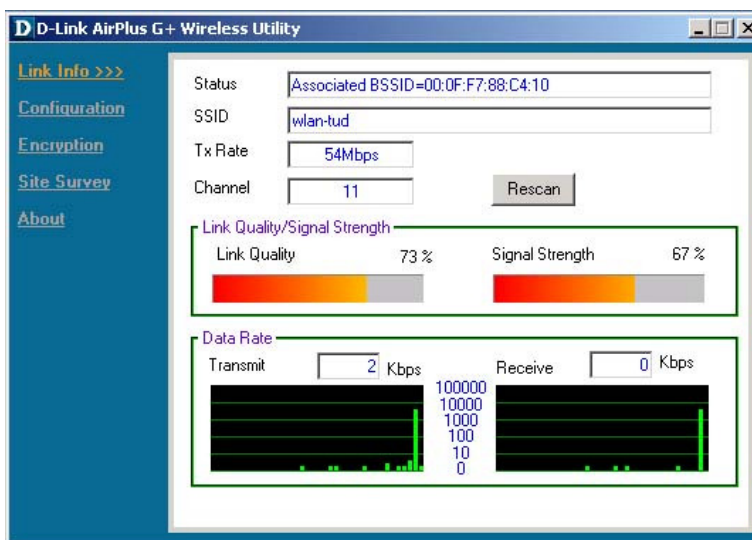 D D-Link AirPlus G+ Wireless Utility
Link Info >>>
Configuration
Encryption
Site Survey
About
Status Associated BSSID=00:0F:F7:88:C4:10
SSID wlan-tud
Tx Rate 54Mbps
Channel 11 Rescan
Link Quality/Signal Strength
Link Quality 73 % Signal Strength 67 %
Data Rate
Transmit 2 Kbps Receive 0 Kbps
100000
10000
1000
100
10
0